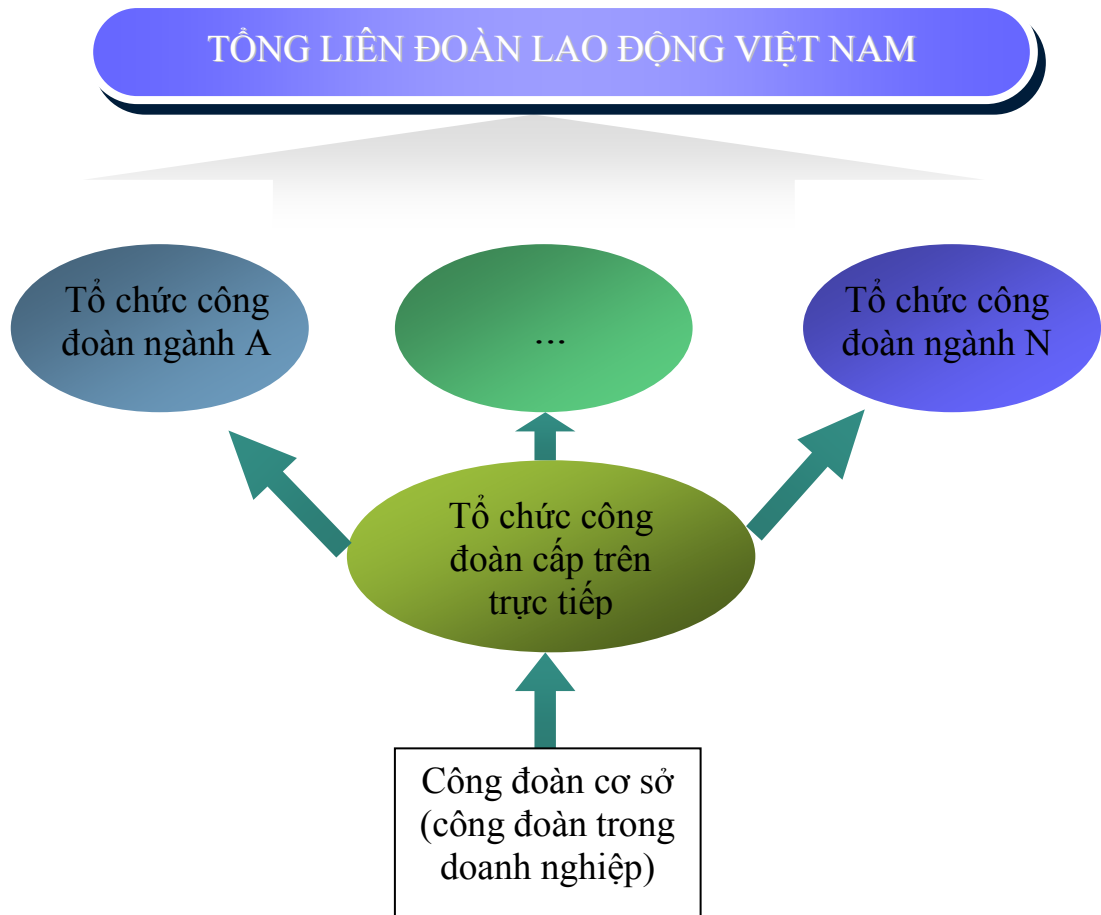 TỔNG LIÊN ĐOÀN LAO ĐỘNG VIỆT NAM
Tổ chức công
đoàn ngành A
...
Tổ chức công
đoàn ngành N
Tổ chức công
đoàn cấp trên
trực tiếp
Công đoàn cơ sở
(công đoàn trong
doanh nghiệp)